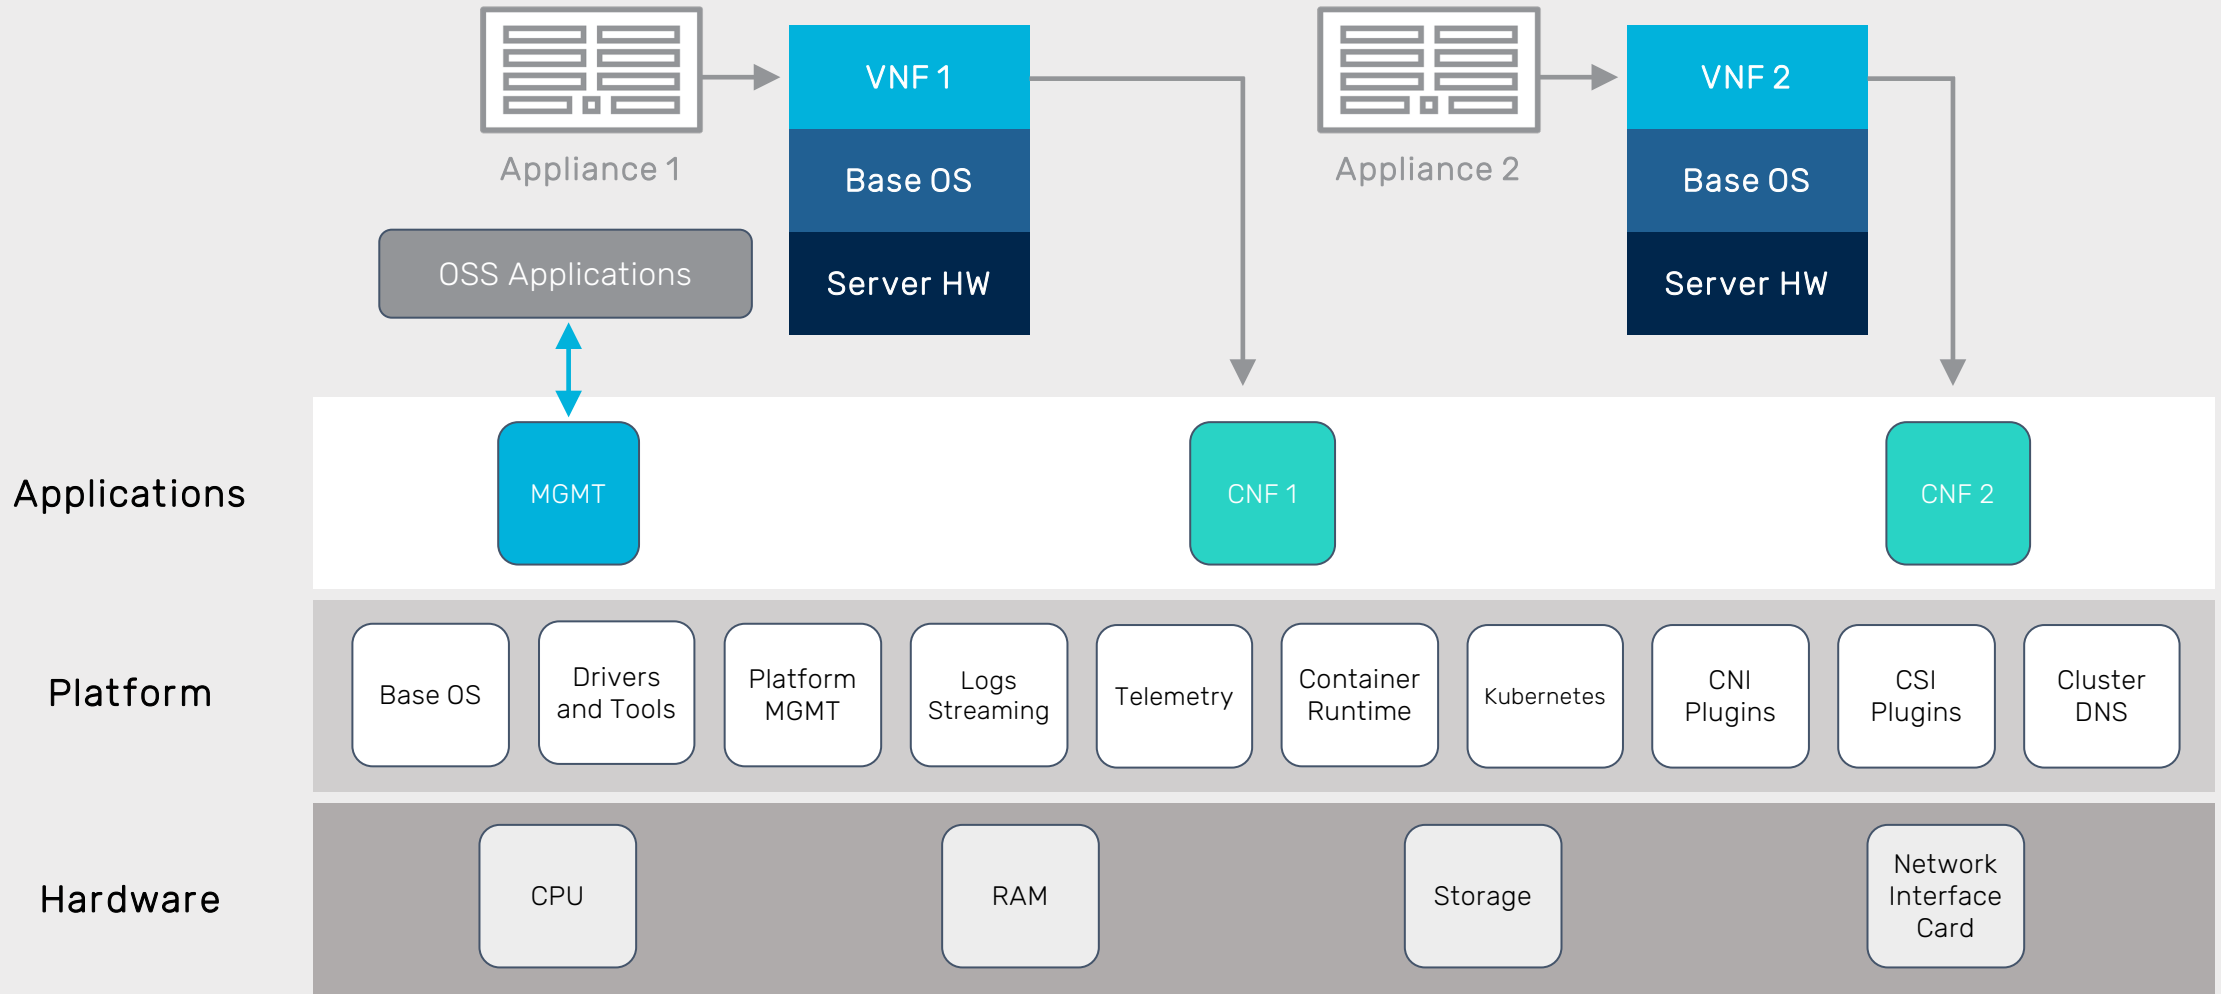 VNF 1
VNF 2
Appliance 1
Base OS
Appliance 2
Base OS
OSS Applications
Server HW
Server HW
Applications
MGMT
CNF 1
CNF 2
Platform
Base OS
Drivers
and Tools
Platform
MGMT
Logs
Streaming
Telemetry
Container
Runtime
Kubernetes
CNI
Plugins
CSI
Plugins
Cluster
DNS
Hardware
CPU
RAM
Storage
Network
Interface
Card